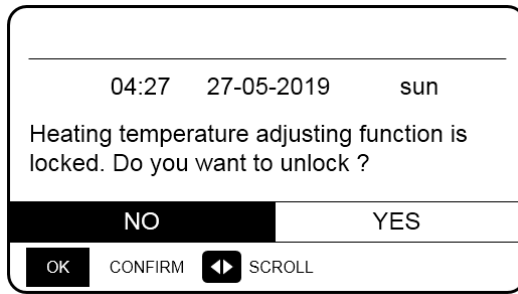 04:27 27-05-2019 sun
Heating temperature adjusting function is
locked. Do you want to unlock ?
NO YES
OK CONFIRM SCROLL